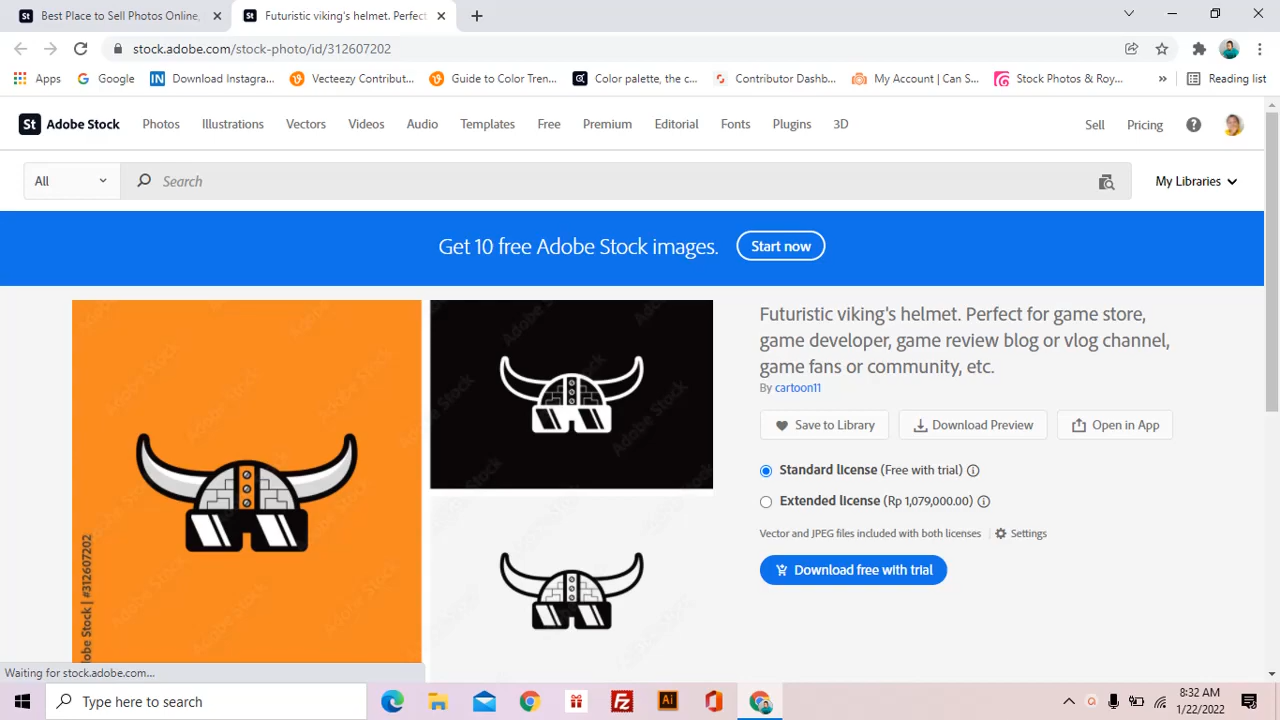 Best Place to Sell Photos Online,
Futuristic viking's helmet. Perfect
stock.adobe.com/stock-photo/id/312607202
Apps
Google
Download Instagra...
Vecteezy Contribut...
Guide to Color Tren...
Color palette, the c...
Contributor Dashb...
My Account | Can S...
Stock Photos & Roy...
»
Reading list
St Adobe Stock
Photos
Illustrations
Vectors
Videos
Audio
Templates
Free
Premium
Editorial
Fonts
Plugins
3D
Sell
Pricing
All
Search
My Libraries
Get 10 free Adobe Stock images.
Start now
Futuristic viking's helmet. Perfect for game store,
game developer, game review blog or vlog channel,
game fans or community, etc.
By cartoon11
Save to Library
Download Preview
Open in App
Standard license (Free with trial)
Extended license (Rp 1,079,000.00)
Vector and JPEG files included with both licenses
Settings
Download free with trial
dobe Stock | #312607202
Adobe Stock
Waiting for stock.adobe.com...
Type here to search
8:32 AM
1/22/2022